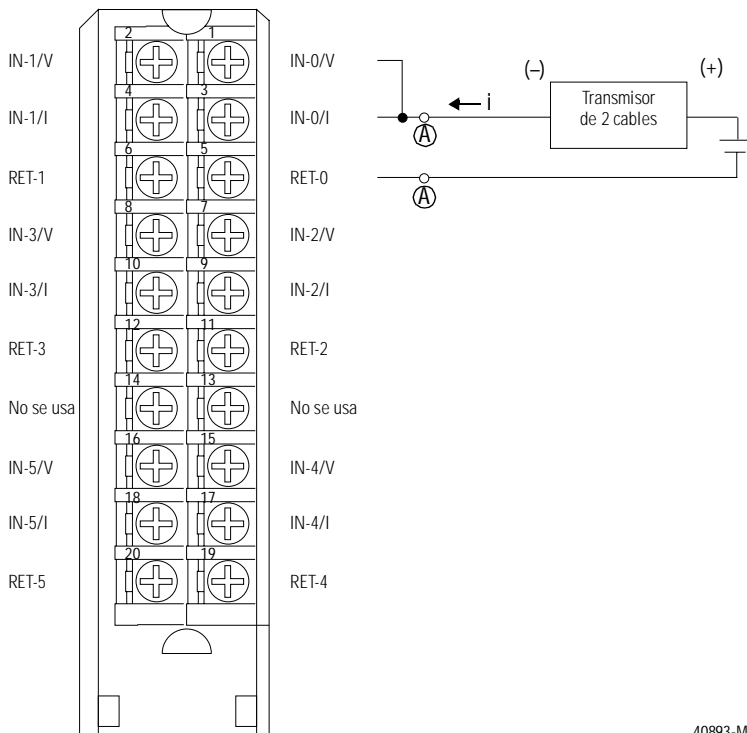 2 1
IN-1/V IN-0/V
4 3
IN-1/I IN-0/I
6 5
RET-1 RET-0
8 7
IN-3/V IN-2/V
10 9
IN-3/I IN-2/I
12 11
RET-3 RET-2
14 13
No se usa No se usa
16 15
IN-5/V IN-4/V
18 17
IN-5/I IN-4/I
20 19
RET-5 RET-4
(–) (+)
i
Transmisor
de 2 cables
A
A
40893-M